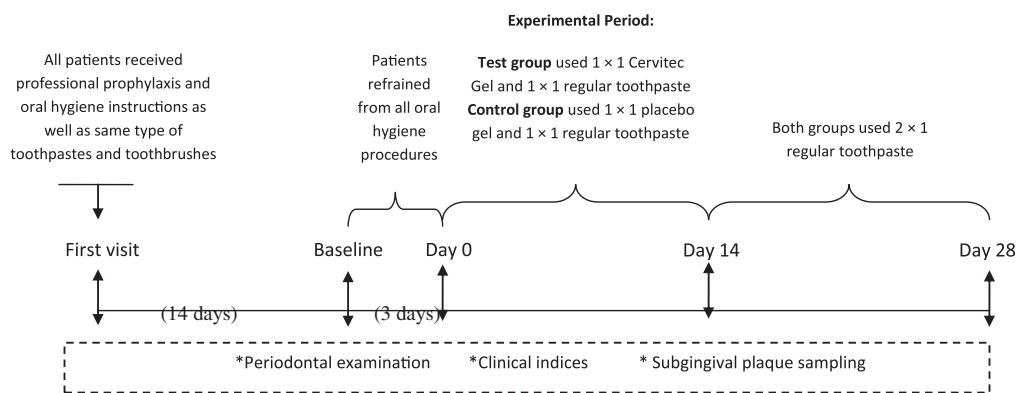 Experimental Period:
All patients received
professional prophylaxis and
oral hygiene instructions as
well as same type of
toothpastes and toothbrushes
Patients
refrained
from all oral
hygiene
procedures
Test group used 1 × 1 Cervitec
Gel and 1 × 1 regular toothpaste
Control group used 1 × 1 placebo
gel and 1 × 1 regular toothpaste
Both groups used 2 × 1
regular toothpaste
First visit
Baseline
Day 0
Day 14
Day 28
(14 days)
(3 days)
*Periodontal examination *Clinical indices * Subgingival plaque sampling